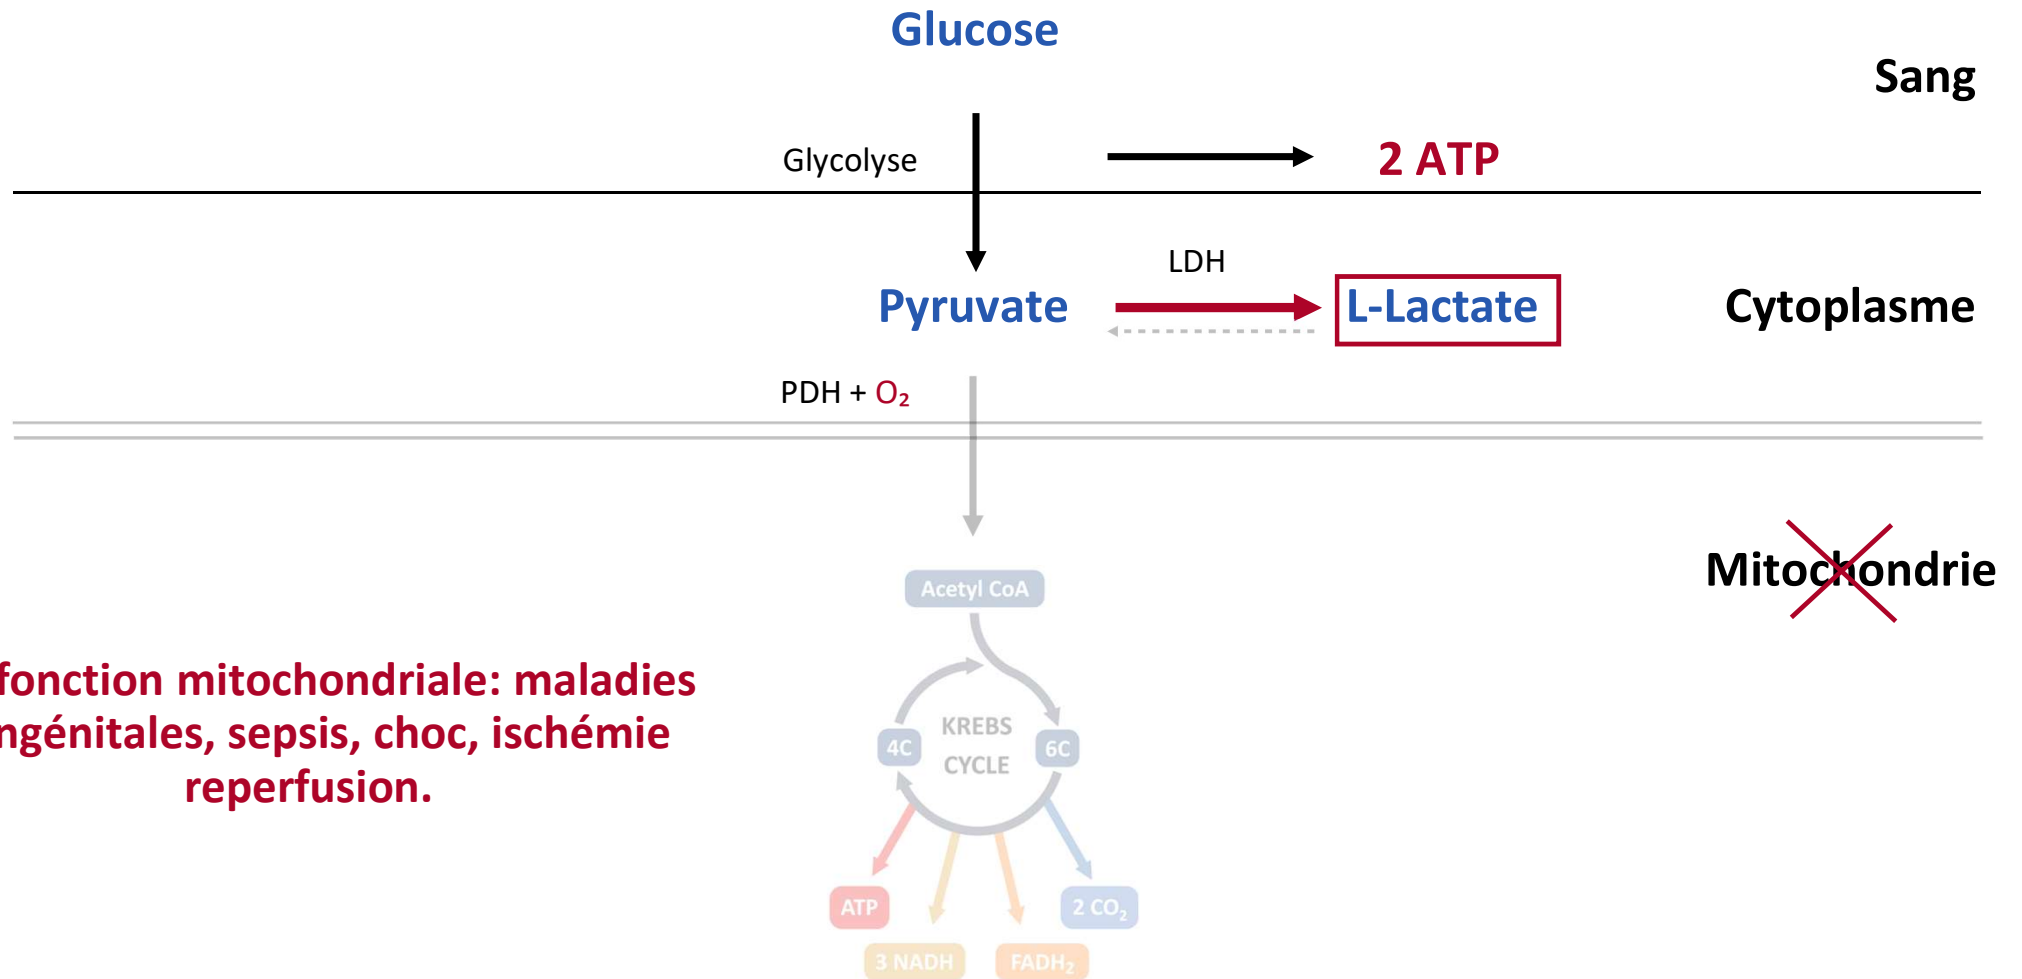 Glucose
Sang
Glycolyse
2 ATP
LDH
Pyruvate
L-Lactate
Cytoplasme
PDH + O₂
Mitochondrie
Acetyl CoA
fonction mitochondriale: maladies
ngénitales, sepsis, choc, ischémie
reperfusion.
KREBS
CYCLE
4C
6C
ATP
2 CO₂
3 NADH
FADH₂